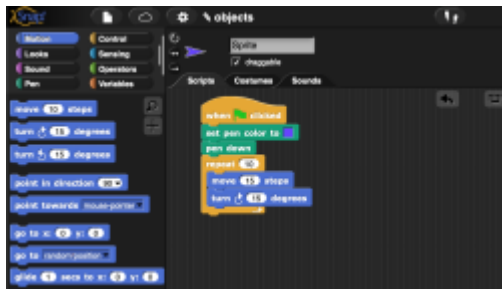 Snap!
objects
Motion Control
Looks Sensing
Sound Operators
Pen Variables
Sprite
draggable
Scripts Costumes Sounds
move 10 steps
turn 15 degrees
turn 15 degrees
point in direction 90
point towards mouse-pointer
go to x: 0 y: 0
go to random position
glide 1 secs to x: 0 y: 0
when clicked
set pen color to
pen down
repeat 10
move 15 steps
turn 15 degrees